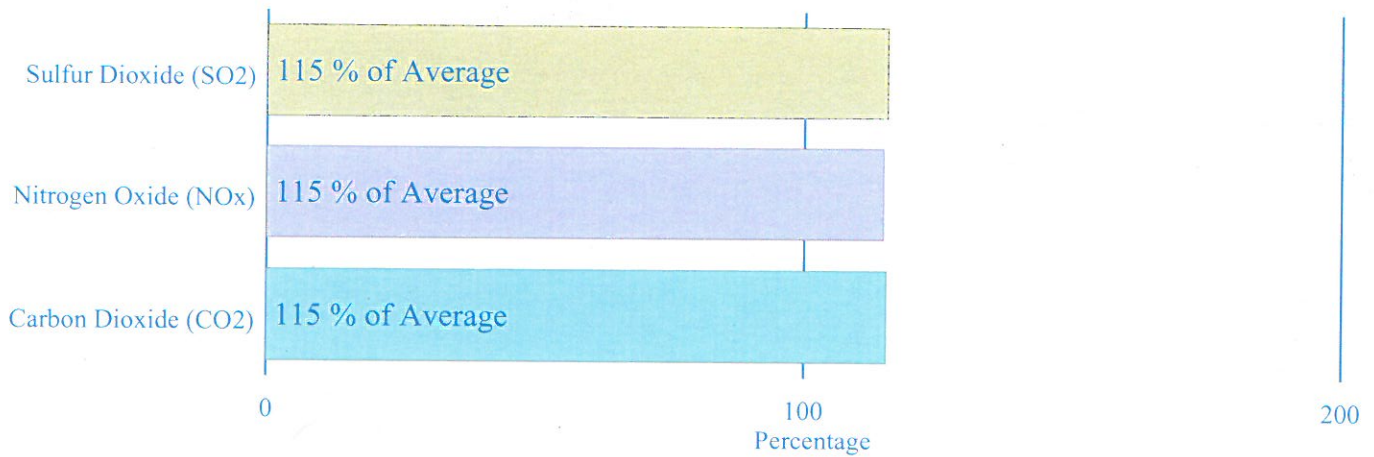 Sulfur Dioxide (SO2) 115 % of Average
Nitrogen Oxide (NOx) 115 % of Average
Carbon Dioxide (CO2) 115 % of Average
0 100 200
Percentage